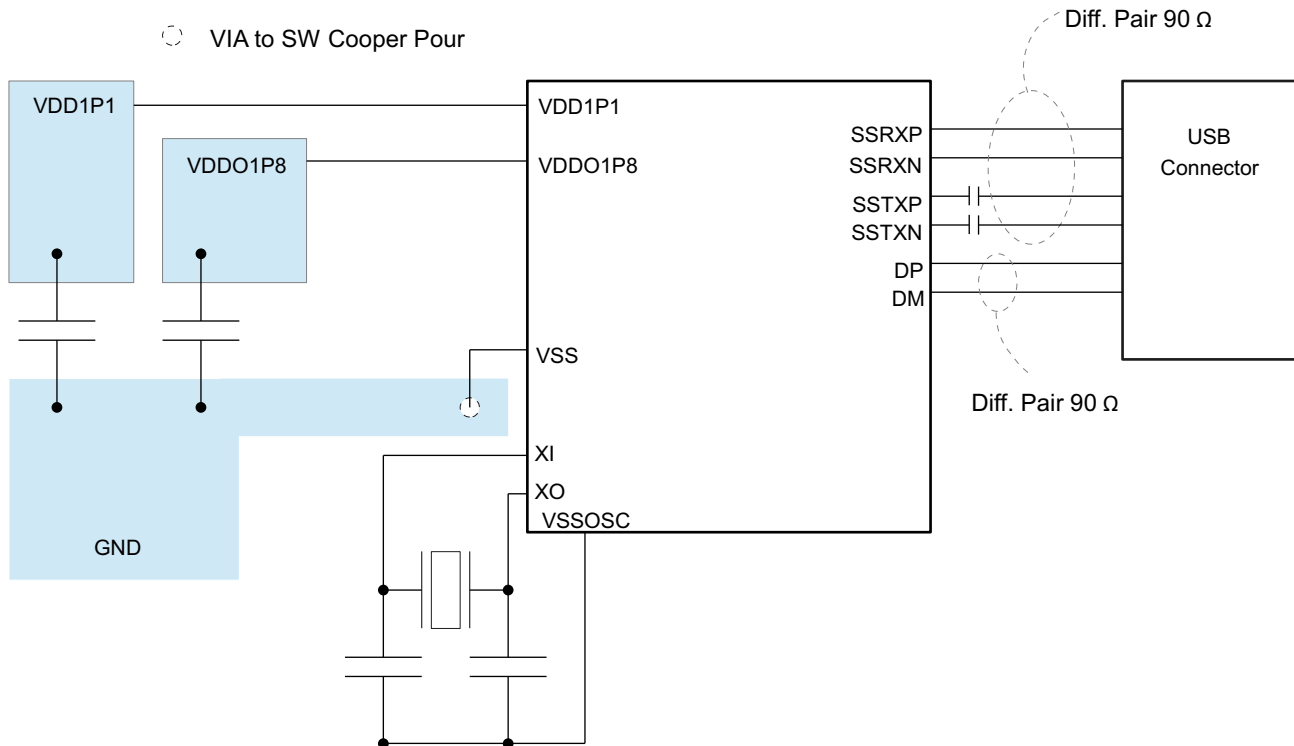 Diff. Pair 90 Ω
VIA to SW Cooper Pour
VDD1P1
VDDO1P8
VDD1P1
VDDO1P8
SSRXP
SSRXN
SSTXP
SSTXN
DP
DM
USB
Connector
VSS
Diff. Pair 90 Ω
XI
XO
VSSOSC
GND